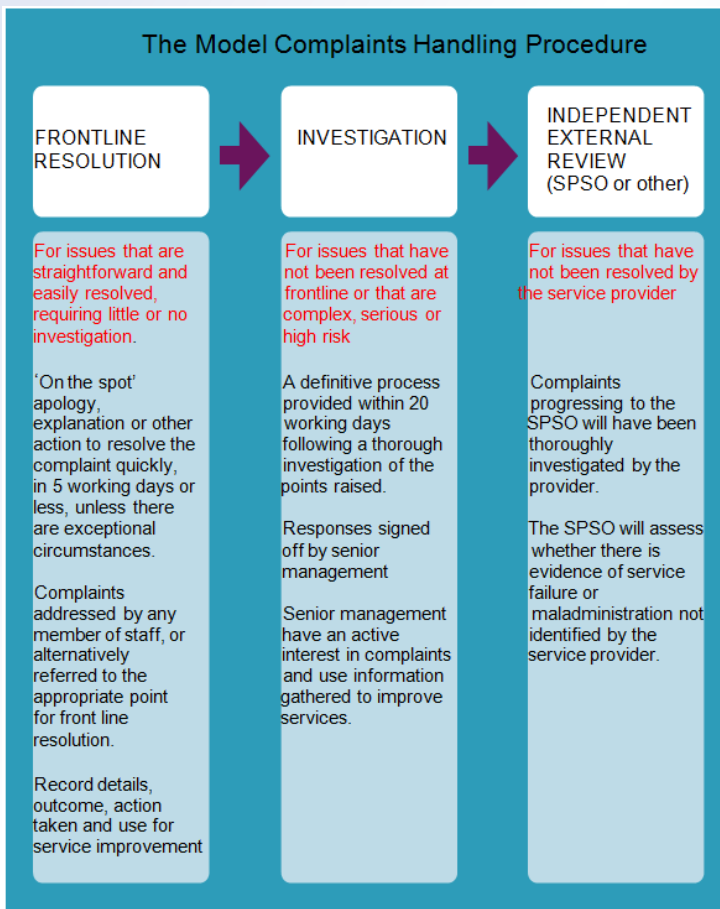 The Model Complaints Handling Procedure
FRONTLINE
RESOLUTION
INVESTIGATION
INDEPENDENT
EXTERNAL
REVIEW
(SPSO or other)
For issues that are
straightforward and
easily resolved,
requiring little or no
investigation.
‘On the spot’
apology,
explanation or other
action to resolve the
complaint quickly,
in 5 working days or
less, unless there
are exceptional
circumstances.
Complaints
addressed by any
member of staff, or
alternatively
referred to the
appropriate point
for front line
resolution.
Record details,
outcome, action
taken and use for
service improvement
For issues that have
not been resolved at
frontline or that are
complex, serious or
high risk
A definitive process
provided within 20
working days
following a thorough
investigation of the
points raised.
Responses signed
off by senior
management
Senior management
have an active
interest in complaints
and use information
gathered to improve
services.
For issues that have
not been resolved by
the service provider
Complaints
progressing to the
SPSO will have been
thoroughly
investigated by the
provider.
The SPSO will assess
whether there is
evidence of service
failure or
maladministration not
identified by the
service provider.